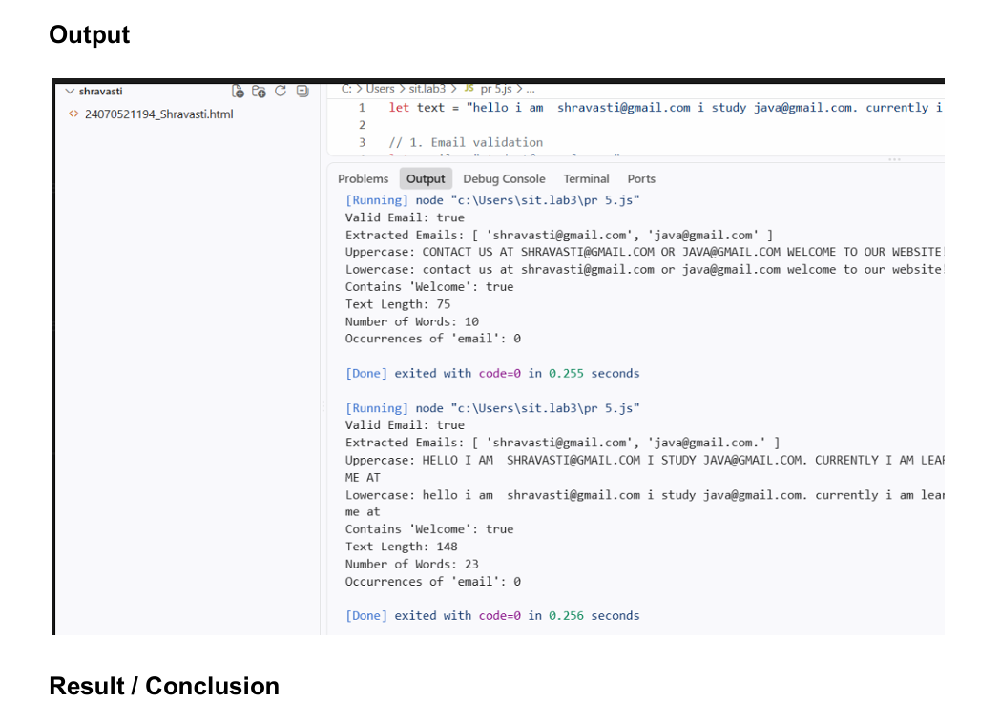 Output
shravasti
24070521194_Shravasti.html
C: > Users > sit.lab3 > JS pr 5.js > ...
1 let text = "hello i am  shravasti@gmail.com i study java@gmail.com. currently i
2
3 // 1. Email validation
Problems Output Debug Console Terminal Ports
[Running] node "c:\Users\sit.lab3\pr 5.js"
Valid Email: true
Extracted Emails: [ 'shravasti@gmail.com', 'java@gmail.com' ]
Uppercase: CONTACT US AT SHRAVASTI@GMAIL.COM OR JAVA@GMAIL.COM WELCOME TO OUR WEBSITE!
Lowercase: contact us at shravasti@gmail.com or java@gmail.com welcome to our website!
Contains 'Welcome': true
Text Length: 75
Number of Words: 10
Occurrences of 'email': 0
[Done] exited with code=0 in 0.255 seconds
[Running] node "c:\Users\sit.lab3\pr 5.js"
Valid Email: true
Extracted Emails: [ 'shravasti@gmail.com', 'java@gmail.com.' ]
Uppercase: HELLO I AM  SHRAVASTI@GMAIL.COM I STUDY JAVA@GMAIL.COM. CURRENTLY I AM LEAR
ME AT
Lowercase: hello i am  shravasti@gmail.com i study java@gmail.com. currently i am lear
me at
Contains 'Welcome': true
Text Length: 148
Number of Words: 23
Occurrences of 'email': 0
[Done] exited with code=0 in 0.256 seconds
Result / Conclusion